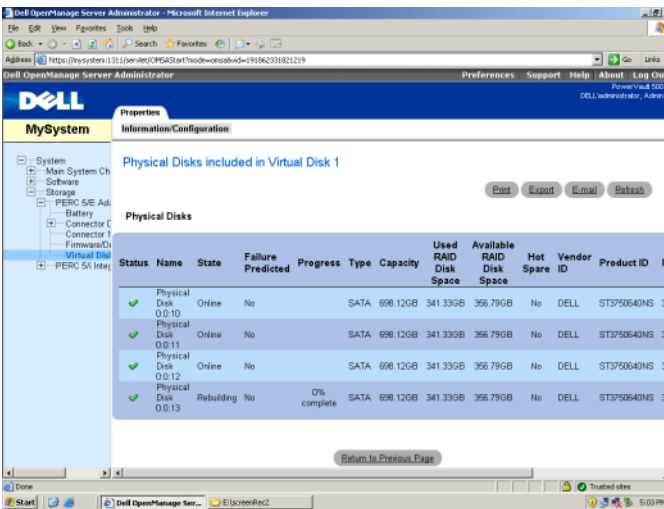 Dell OpenManage Server Administrator - Microsoft Internet Explorer
File Edit View Favorites Tools Help
Back Search Favorites
Address https://mysystem:1311/servlet/OMSAStart?mode=omsa&vid=191862331821219 Go Links
Dell OpenManage Server Administrator Preferences Support Help About Log Ou
DELL
PowerVault 500
DELL\administrator, Admin
Properties
MySystem Information/Configuration
System
Main System Ch
Software
Storage
PERC 5/E Ada
Battery
Connector
Connector 1
Firmware/Dr
Virtual Disk
PERC 5/i Integ
Physical Disks included in Virtual Disk 1
Print Export E-mail Refresh
Physical Disks
Status Name State Failure Predicted Progress Type Capacity Used RAID Disk Space Available RAID Disk Space Hot Spare Vendor ID Product ID
Physical Disk 0:0:10 Online No SATA 698.12GB 341.33GB 356.79GB No DELL ST3750640NS
Physical Disk 0:0:11 Online No SATA 698.12GB 341.33GB 356.79GB No DELL ST3750640NS
Physical Disk 0:0:12 Online No SATA 698.12GB 341.33GB 356.79GB No DELL ST3750640NS
Physical Disk 0:0:13 Rebuilding No 0% complete SATA 698.12GB 341.33GB 356.79GB No DELL ST3750640NS
Return to Previous Page
Done Trusted sites
Start Dell OpenManage Ser... E:\screenRec2 5:03 PM